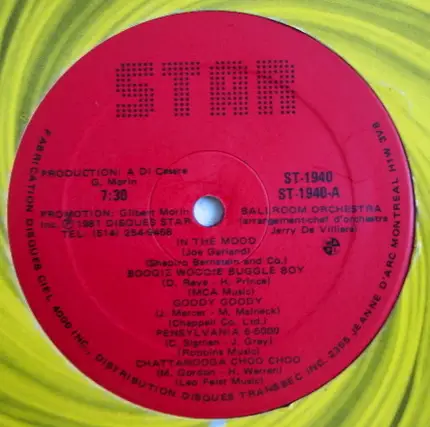 STAR
PRODUCTION: A Di Cesare
G. Morin
7:30
ST-1940
ST-1940-A
PROMOTION: Gilbert Morin
Inc. Ⓟ 1981 DISQUES STAR
TEL: (514) 254-5468
BALLROOM ORCHESTRA
(arrangement-chef d'orchestre
Jerry De Villiers)
IN THE MOOD
(Joe Garland)
(Shapiro Bernstein and Co.)
BOOGIE WOOGIE BUGGLE BOY
(D. Raye - H. Prince)
(MCA Music)
GOODY GOODY
(J. Mercer - M. Malneck)
(Chappell Co. Ltd.)
PENSYLVANIA 6-5000
(C. Sigman - J. Grey)
(Robbins Music)
CHATTANOOGA CHOO CHOO
(M. Gordon - H. Warren)
(Leo Feist Music)
FABRICATION DISQUES CIEL 4000 INC., DISTRIBUTION DISQUES TRANSBEC INC. 2355 JEANNE D'ARC MONTREAL H1W 3V8